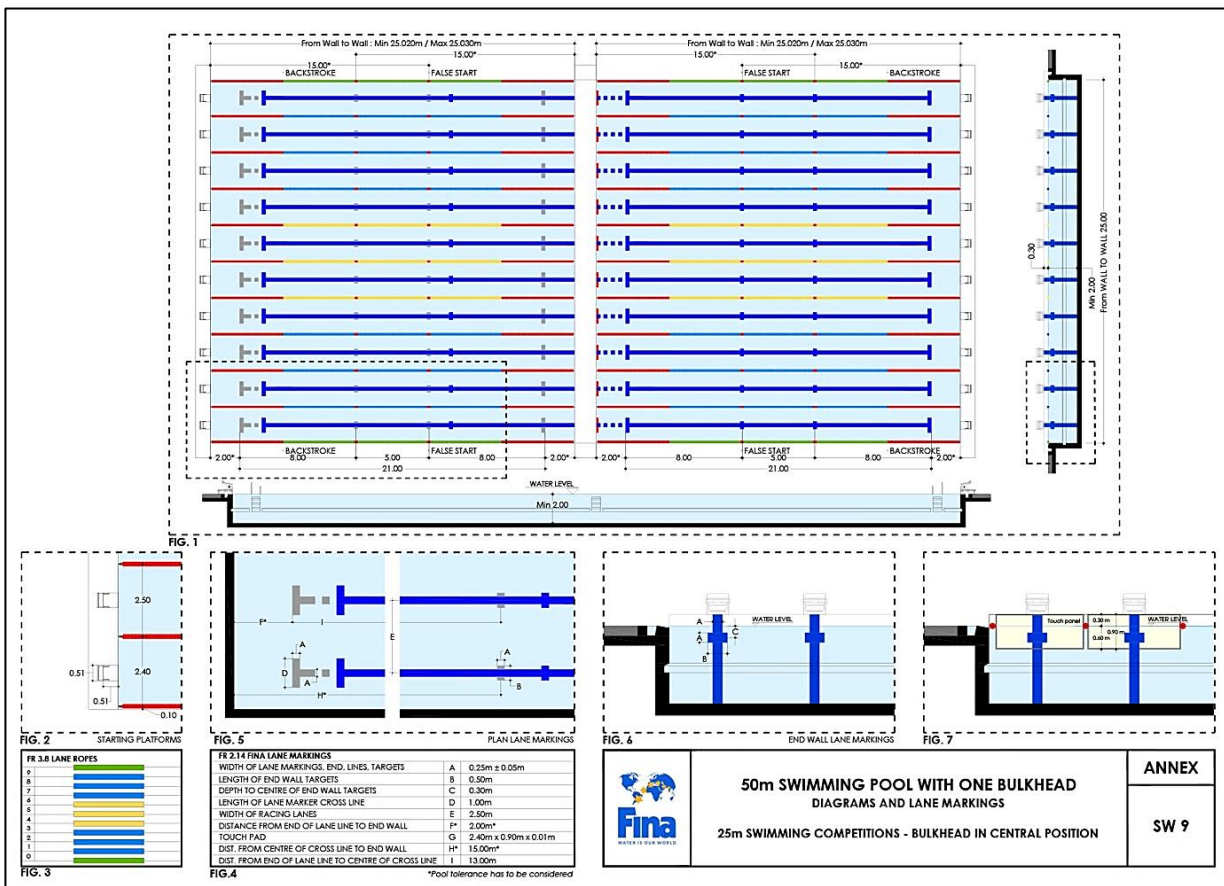 From Wall to Wall : Min 25.020m / Max 25.030m
From Wall to Wall : Min 25.020m / Max 25.030m
15.00*
15.00*
15.00*
15.00*
BACKSTROKE
FALSE START
FALSE START
BACKSTROKE
0.30
Min 2.00
From WALL TO WALL 25.00
BACKSTROKE
FALSE START
FALSE START
BACKSTROKE
2.00*
8.00
5.00
8.00
2.00*
2.00*
8.00
5.00
8.00
2.00*
21.00
21.00
WATER LEVEL
Min 2.00
FIG. 1
2.50
2.40
0.51
0.51
0.10
FIG. 2
STARTING PLATFORMS
F*
I
E
A
D
A
H*
A
B
FIG. 5
PLAN LANE MARKINGS
A
WATER LEVEL
C
A
B
FIG. 6
END WALL LANE MARKINGS
Touch panel
0.30 m
WATER LEVEL
0.90 m
0.60 m
FIG. 7
FR 3.8 LANE ROPES
9
8
7
6
5
4
3
2
1
0
FIG. 3
FR 2.14 FINA LANE MARKINGS
WIDTH OF LANE MARKINGS, END, LINES, TARGETS A 0.25m ± 0.05m
LENGTH OF END WALL TARGETS B 0.50m
DEPTH TO CENTRE OF END WALL TARGETS C 0.30m
LENGTH OF LANE MARKER CROSS LINE D 1.00m
WIDTH OF RACING LANES E 2.50m
DISTANCE FROM END OF LANE LINE TO END WALL F* 2.00m*
TOUCH PAD G 2.40m x 0.90m x 0.01m
DIST. FROM CENTRE OF CROSS LINE TO END WALL H* 15.00m*
DIST. FROM END OF LANE LINE TO CENTRE OF CROSS LINE I 13.00m
FIG.4
*Pool tolerance has to be considered
Fina
WATER IS OUR WORLD
50m SWIMMING POOL WITH ONE BULKHEAD
DIAGRAMS AND LANE MARKINGS
25m SWIMMING COMPETITIONS - BULKHEAD IN CENTRAL POSITION
ANNEX
SW 9